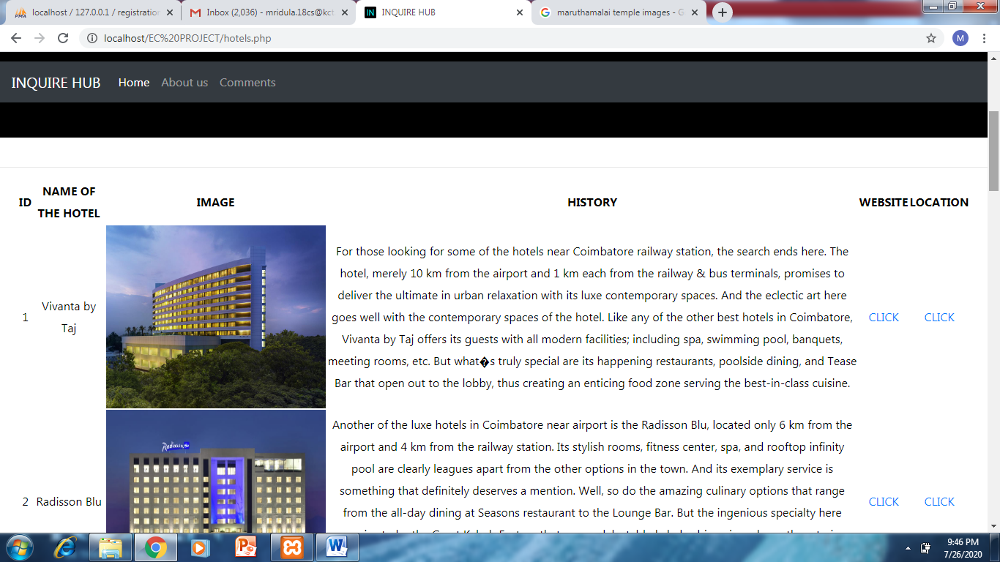 localhost / 127.0.0.1 / registration
Inbox (2,036) - mridula.18cs@kct.
INQUIRE HUB
maruthamalai temple images - G
localhost/EC%20PROJECT/hotels.php
M
INQUIRE HUB Home About us Comments
ID
NAME OF
THE HOTEL
IMAGE
HISTORY
WEBSITE
LOCATION
1
Vivanta by
Taj
For those looking for some of the hotels near Coimbatore railway station, the search ends here. The
hotel, merely 10 km from the airport and 1 km each from the railway & bus terminals, promises to
deliver the ultimate in urban relaxation with its luxe contemporary spaces. And the eclectic art here
goes well with the contemporary spaces of the hotel. Like any of the other best hotels in Coimbatore,
Vivanta by Taj offers its guests with all modern facilities; including spa, swimming pool, banquets,
meeting rooms, etc. But what�s truly special are its happening restaurants, poolside dining, and Tease
Bar that open out to the lobby, thus creating an enticing food zone serving the best-in-class cuisine.
CLICK
CLICK
2
Radisson Blu
Radisson Blu
Another of the luxe hotels in Coimbatore near airport is the Radisson Blu, located only 6 km from the
airport and 4 km from the railway station. Its stylish rooms, fitness center, spa, and rooftop infinity
pool are clearly leagues apart from the other options in the town. And its exemplary service is
something that definitely deserves a mention. Well, so do the amazing culinary options that range
from the all-day dining at Seasons restaurant to the Lounge Bar. But the ingenious specialty here
CLICK
CLICK
9:46 PM
7/26/2020